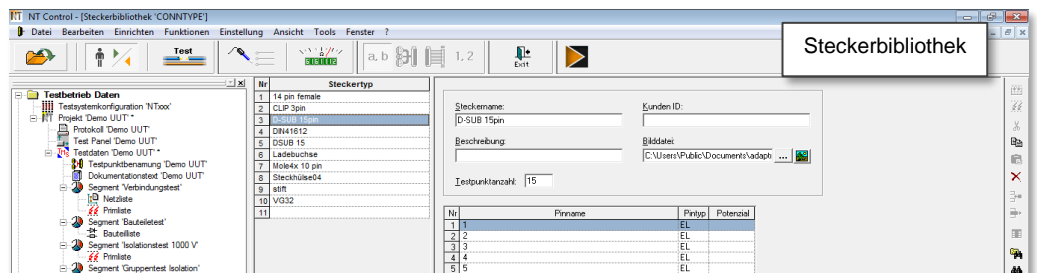 NT Control - [Steckerbibliothek 'CONNTYPE']
Datei Bearbeiten Einrichten Funktionen Einstellung Ansicht Tools Fenster ?
Steckerbibliothek
Test
a, b
1, 2
Exit
Testbetrieb Daten
Testsystemkonfiguration 'NTxxx'
Projekt 'Demo UUT' *
Protokoll 'Demo UUT'
Test Panel 'Demo UUT'
Testdaten 'Demo UUT' *
Testpunktbenamung 'Demo UUT'
Dokumentationstext 'Demo UUT'
Segment 'Verbindungstest'
Netzliste
Primliste
Segment 'Bauteiletest'
Bauteilliste
Segment 'Isolationstest 1000 V'
Primliste
Segment 'Gruppentest Isolation'
Nr Steckertyp
1 14 pin female
2 CLIP 3pin
3 D-SUB 15pin
4 DIN41612
5 DSUB 15
6 Ladebuchse
7 Mole4x 10 pin
8 Steckhülse04
9 stift
10 VG32
11
Steckername:
D-SUB 15pin
Kunden ID:
Beschreibung:
Bilddatei:
C:\Users\Public\Documents\adapt
...
Testpunktanzahl: 15
Nr Pinname Pintyp Potenzial
1 1 EL
2 2 EL
3 3 EL
4 4 EL
5 5 EL